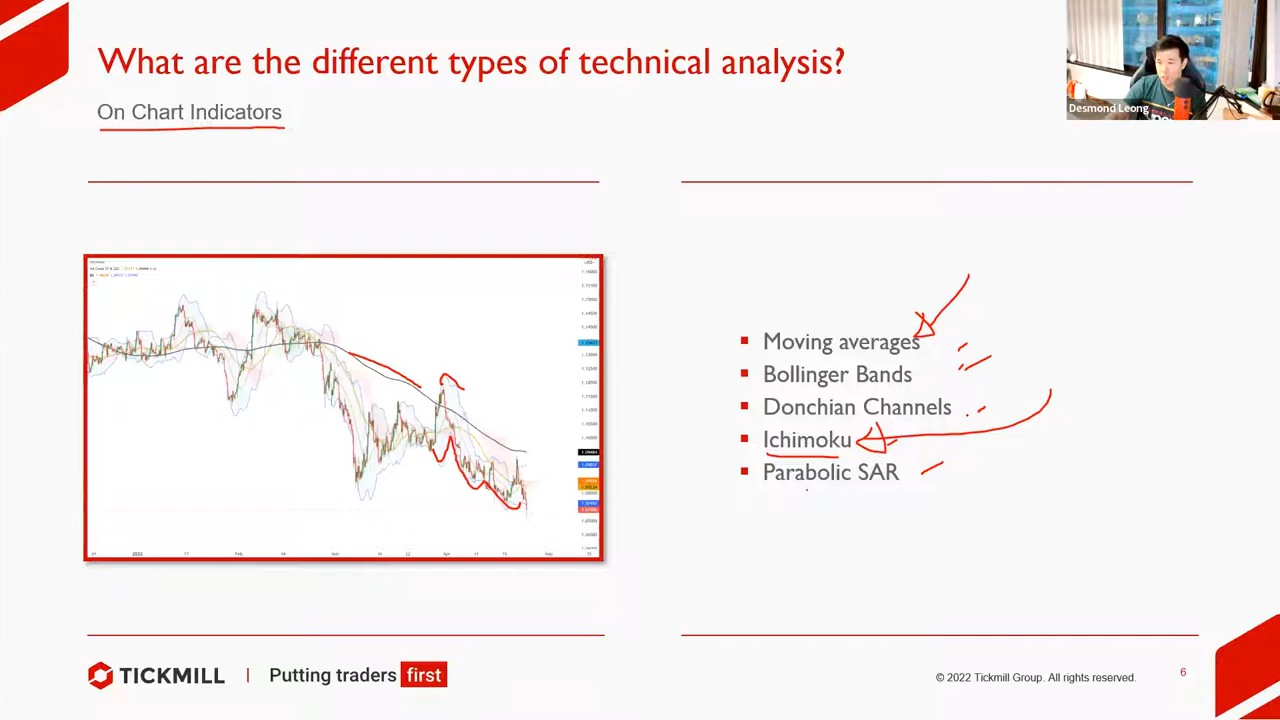 What are the different types of technical analysis?
On Chart Indicators
Desmond Leong
Moving averages
Bollinger Bands
Donchian Channels
Ichimoku
Parabolic SAR
2022
TICKMILL | Putting traders first
© 2022 Tickmill Group. All rights reserved.
6